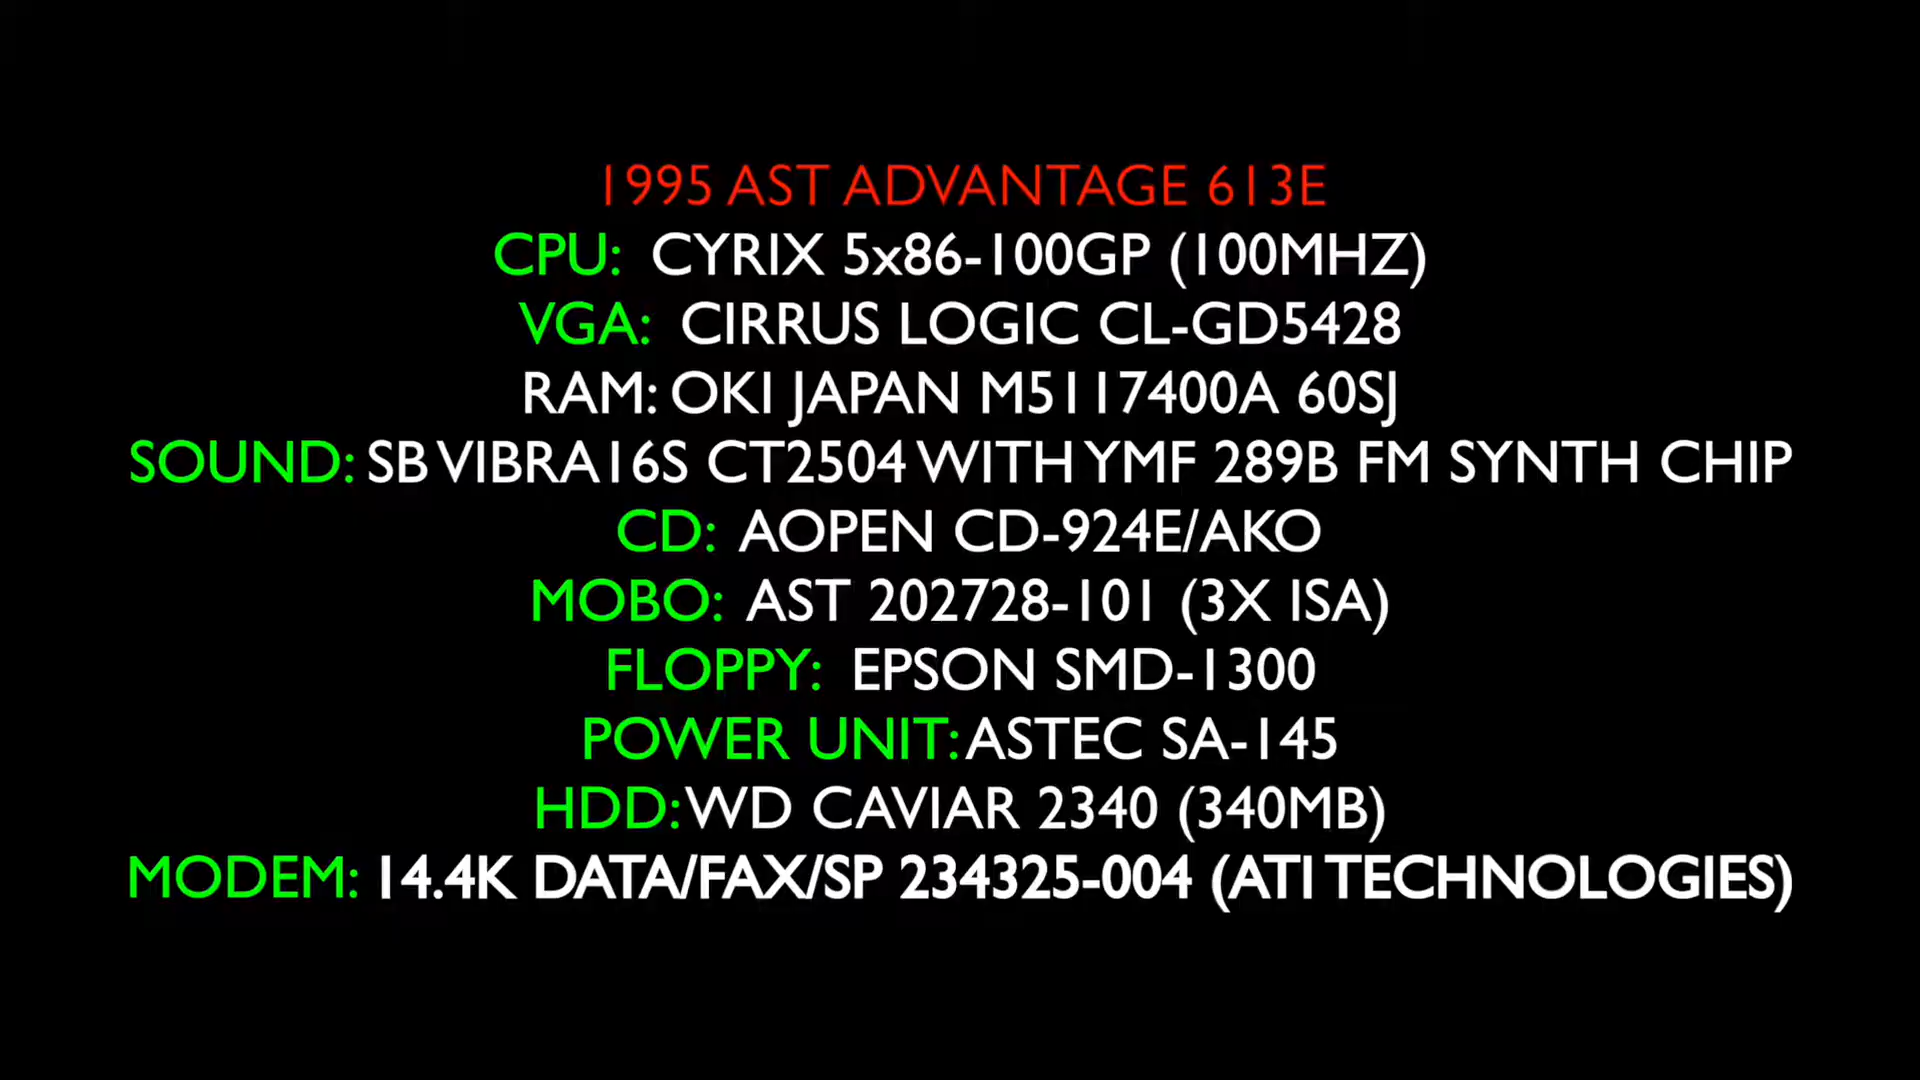 1995 AST ADVANTAGE 613E
CPU: CYRIX 5x86-100GP (100MHZ)
VGA: CIRRUS LOGIC CL-GD5428
RAM: OKI JAPAN M5117400A 60SJ
SOUND: SB VIBRA16S CT2504 WITH YMF 289B FM SYNTH CHIP
CD: AOPEN CD-924E/AKO
MOBO: AST 202728-101 (3X ISA)
FLOPPY: EPSON SMD-1300
POWER UNIT: ASTEC SA-145
HDD: WD CAVIAR 2340 (340MB)
MODEM: 14.4K DATA/FAX/SP 234325-004 (ATI TECHNOLOGIES)